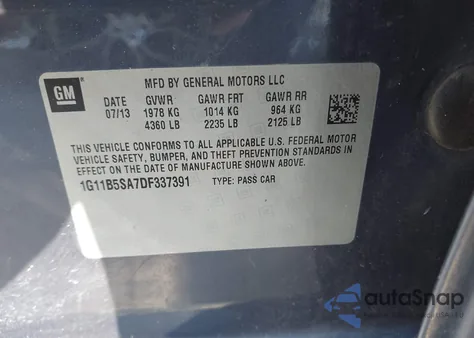 GM
MFD BY GENERAL MOTORS LLC
DATE GVWR GAWR FRT GAWR RR
07/13 1978 KG 1014 KG 964 KG
4360 LB 2235 LB 2125 LB
THIS VEHICLE CONFORMS TO ALL APPLICABLE U.S. FEDERAL MOTOR
VEHICLE SAFETY, BUMPER, AND THEFT PREVENTION STANDARDS IN
EFFECT ON THE DATE OF MANUFACTURE SHOWN ABOVE.
1G11B5SA7DF337391 TYPE: PASS CAR
autoSnap